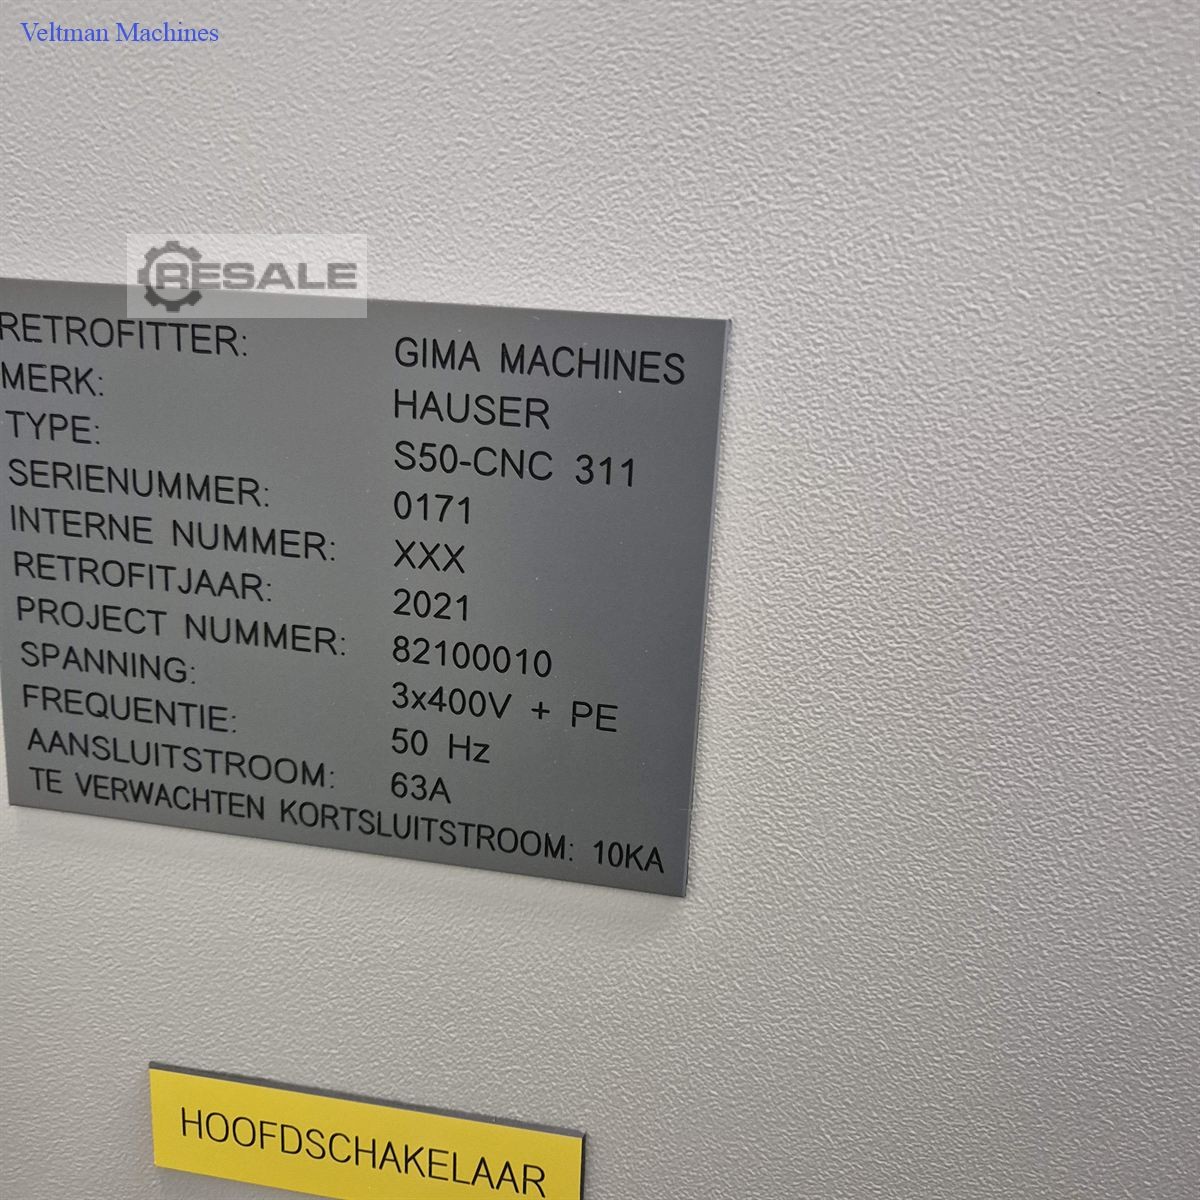 Veltman Machines
RESALE
RETROFITTER: GIMA MACHINES
MERK: HAUSER
TYPE: S50-CNC 311
SERIENUMMER: 0171
INTERNE NUMMER: XXX
RETROFITJAAR: 2021
PROJECT NUMMER: 82100010
SPANNING: 3x400V + PE
FREQUENTIE: 50 Hz
AANSLUITSTROOM: 63A
TE VERWACHTEN KORTSLUITSTROOM: 10KA
HOOFDSCHAKELAAR